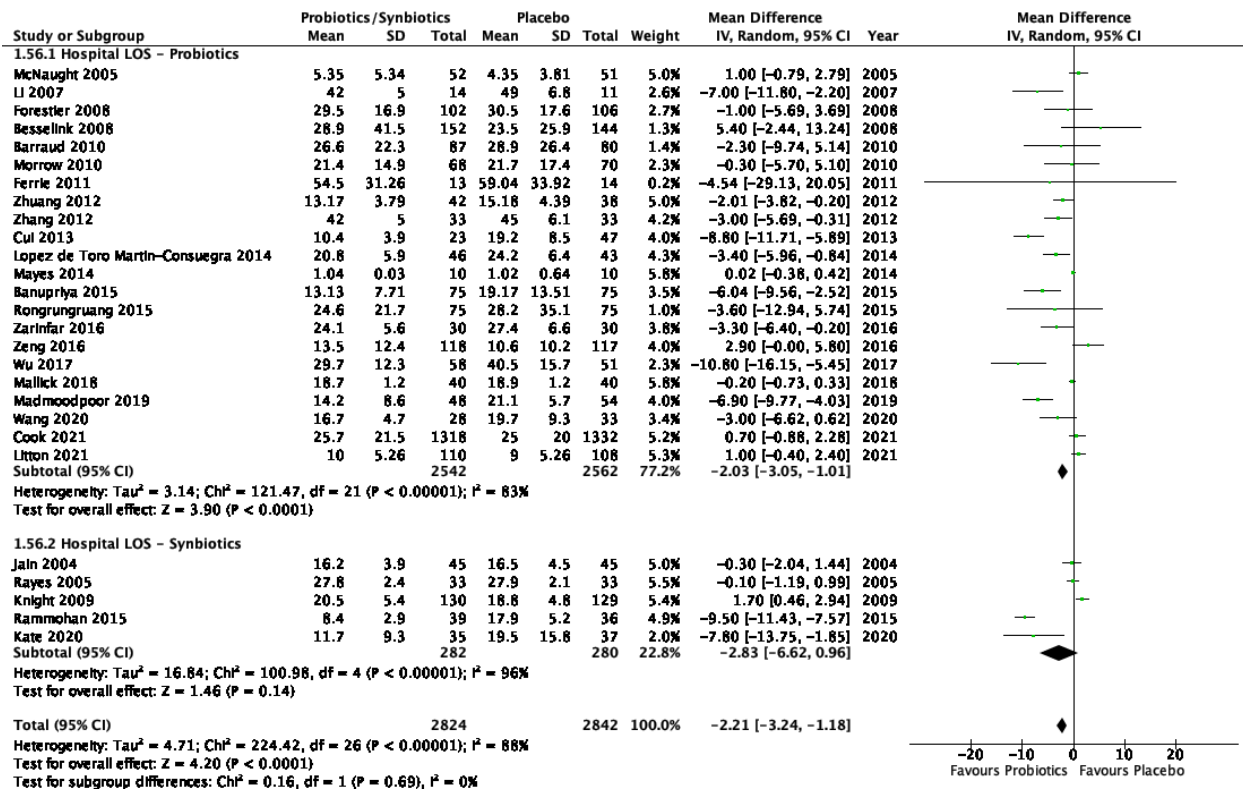 Probiotics/Synbiotics Placebo Mean Difference Mean Difference
Study or Subgroup Mean SD Total Mean SD Total Weight IV, Random, 95% CI Year IV, Random, 95% CI
1.56.1 Hospital LOS – Probiotics
McNaught 2005 5.35 5.34 52 4.35 3.81 51 5.0% 1.00 [−0.79, 2.79] 2005
Li 2007 42 5 14 49 6.8 11 2.6% −7.00 [−11.80, −2.20] 2007
Forestier 2008 29.5 16.9 102 30.5 17.6 106 2.7% −1.00 [−5.69, 3.69] 2008
Besselink 2008 28.9 41.5 152 23.5 25.9 144 1.3% 5.40 [−2.44, 13.24] 2008
Barraud 2010 26.6 22.3 87 28.9 26.4 80 1.4% −2.30 [−9.74, 5.14] 2010
Morrow 2010 21.4 14.9 68 21.7 17.4 70 2.3% −0.30 [−5.70, 5.10] 2010
Ferrie 2011 54.5 31.26 13 59.04 33.92 14 0.2% −4.54 [−29.13, 20.05] 2011
Zhuang 2012 13.17 3.79 42 15.18 4.39 38 5.0% −2.01 [−3.82, −0.20] 2012
Zhang 2012 42 5 33 45 6.1 33 4.2% −3.00 [−5.69, −0.31] 2012
Cui 2013 10.4 3.9 23 19.2 8.5 47 4.0% −8.80 [−11.71, −5.89] 2013
Lopez de Toro Martin–Consuegra 2014 20.8 5.9 46 24.2 6.4 43 4.3% −3.40 [−5.96, −0.84] 2014
Mayes 2014 1.04 0.03 10 1.02 0.64 10 5.8% 0.02 [−0.38, 0.42] 2014
Banupriya 2015 13.13 7.71 75 19.17 13.51 75 3.5% −6.04 [−9.56, −2.52] 2015
Rongrungruang 2015 24.6 21.7 75 28.2 35.1 75 1.0% −3.60 [−12.94, 5.74] 2015
Zarinfar 2016 24.1 5.6 30 27.4 6.6 30 3.8% −3.30 [−6.40, −0.20] 2016
Zeng 2016 13.5 12.4 118 10.6 10.2 117 4.0% 2.90 [−0.00, 5.80] 2016
Wu 2017 29.7 12.3 58 40.5 15.7 51 2.3% −10.80 [−16.15, −5.45] 2017
Mallick 2018 18.7 1.2 40 18.9 1.2 40 5.8% −0.20 [−0.73, 0.33] 2018
Madmoodpoor 2019 14.2 8.6 48 21.1 5.7 54 4.0% −6.90 [−9.77, −4.03] 2019
Wang 2020 16.7 4.7 28 19.7 9.3 33 3.4% −3.00 [−6.62, 0.62] 2020
Cook 2021 25.7 21.5 1318 25 20 1332 5.2% 0.70 [−0.88, 2.28] 2021
Litton 2021 10 5.26 110 9 5.26 108 5.3% 1.00 [−0.40, 2.40] 2021
Subtotal (95% CI) 2542 2562 77.2% −2.03 [−3.05, −1.01]
Heterogeneity: Tau² = 3.14; Chi² = 121.47, df = 21 (P < 0.00001); I² = 83%
Test for overall effect: Z = 3.90 (P < 0.0001)
1.56.2 Hospital LOS – Synbiotics
Jain 2004 16.2 3.9 45 16.5 4.5 45 5.0% −0.30 [−2.04, 1.44] 2004
Rayes 2005 27.8 2.4 33 27.9 2.1 33 5.5% −0.10 [−1.19, 0.99] 2005
Knight 2009 20.5 5.4 130 18.8 4.8 129 5.4% 1.70 [0.46, 2.94] 2009
Rammohan 2015 8.4 2.9 39 17.9 5.2 36 4.9% −9.50 [−11.43, −7.57] 2015
Kate 2020 11.7 9.3 35 19.5 15.8 37 2.0% −7.80 [−13.75, −1.85] 2020
Subtotal (95% CI) 282 280 22.8% −2.83 [−6.62, 0.96]
Heterogeneity: Tau² = 16.84; Chi² = 100.98, df = 4 (P < 0.00001); I² = 96%
Test for overall effect: Z = 1.46 (P = 0.14)
Total (95% CI) 2824 2842 100.0% −2.21 [−3.24, −1.18]
Heterogeneity: Tau² = 4.71; Chi² = 224.42, df = 26 (P < 0.00001); I² = 88%
Test for overall effect: Z = 4.20 (P < 0.0001)
Test for subgroup differences: Chi² = 0.16, df = 1 (P = 0.69), I² = 0%
−20 −10 0 10 20
Favours Probiotics Favours Placebo